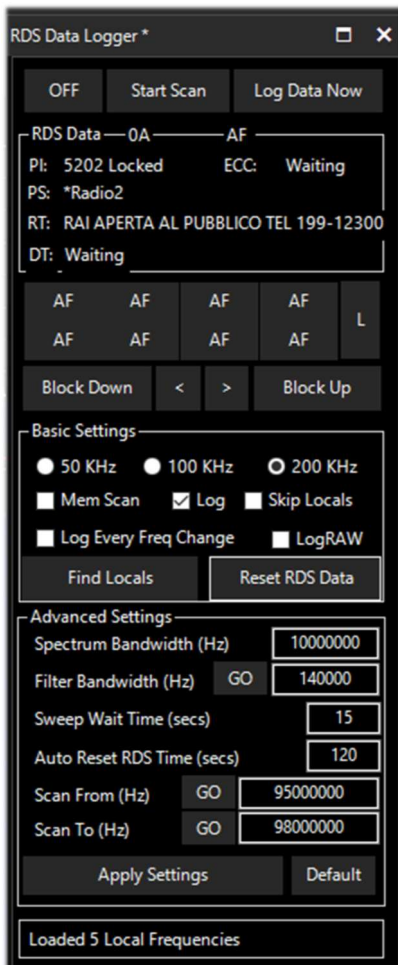 RDS Data Logger *
OFF Start Scan Log Data Now
RDS Data 0A AF
PI: 5202 Locked ECC: Waiting
PS: *Radio2
RT: RAI APERTA AL PUBBLICO TEL 199-12300
DT: Waiting
AF AF AF AF
L
AF AF AF AF
Block Down < > Block Up
Basic Settings
50 KHz 100 KHz 200 KHz
Mem Scan Log Skip Locals
Log Every Freq Change LogRAW
Find Locals Reset RDS Data
Advanced Settings
Spectrum Bandwidth (Hz) 10000000
Filter Bandwidth (Hz) GO 140000
Sweep Wait Time (secs) 15
Auto Reset RDS Time (secs) 120
Scan From (Hz) GO 95000000
Scan To (Hz) GO 98000000
Apply Settings Default
Loaded 5 Local Frequencies